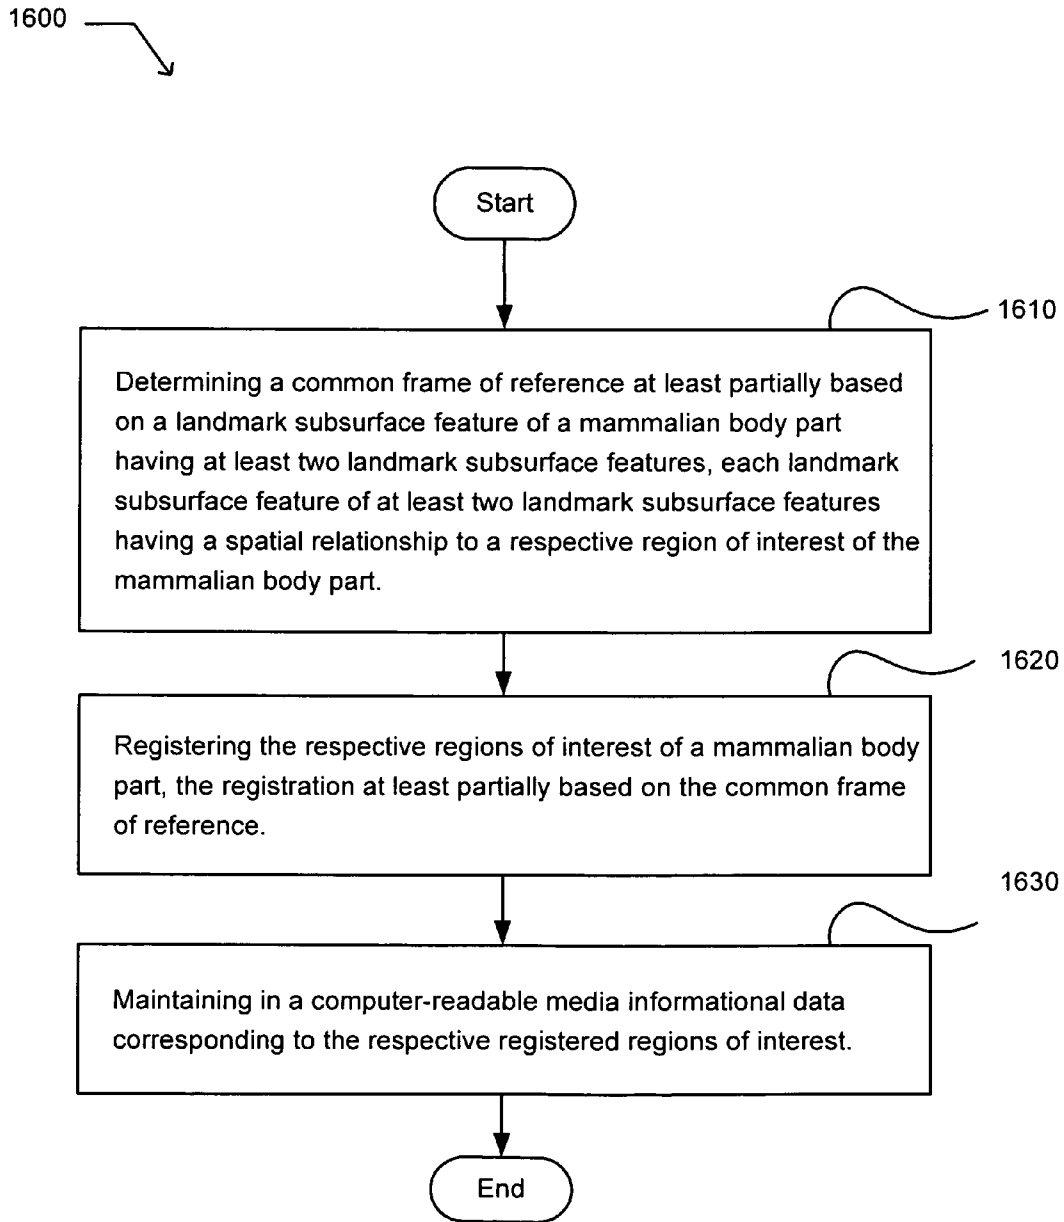 1600
Start
1610
Determining a common frame of reference at least partially based
on a landmark subsurface feature of a mammalian body part
having at least two landmark subsurface features, each landmark
subsurface feature of at least two landmark subsurface features
having a spatial relationship to a respective region of interest of the
mammalian body part.
1620
Registering the respective regions of interest of a mammalian body
part, the registration at least partially based on the common frame
of reference.
1630
Maintaining in a computer-readable media informational data
corresponding to the respective registered regions of interest.
End